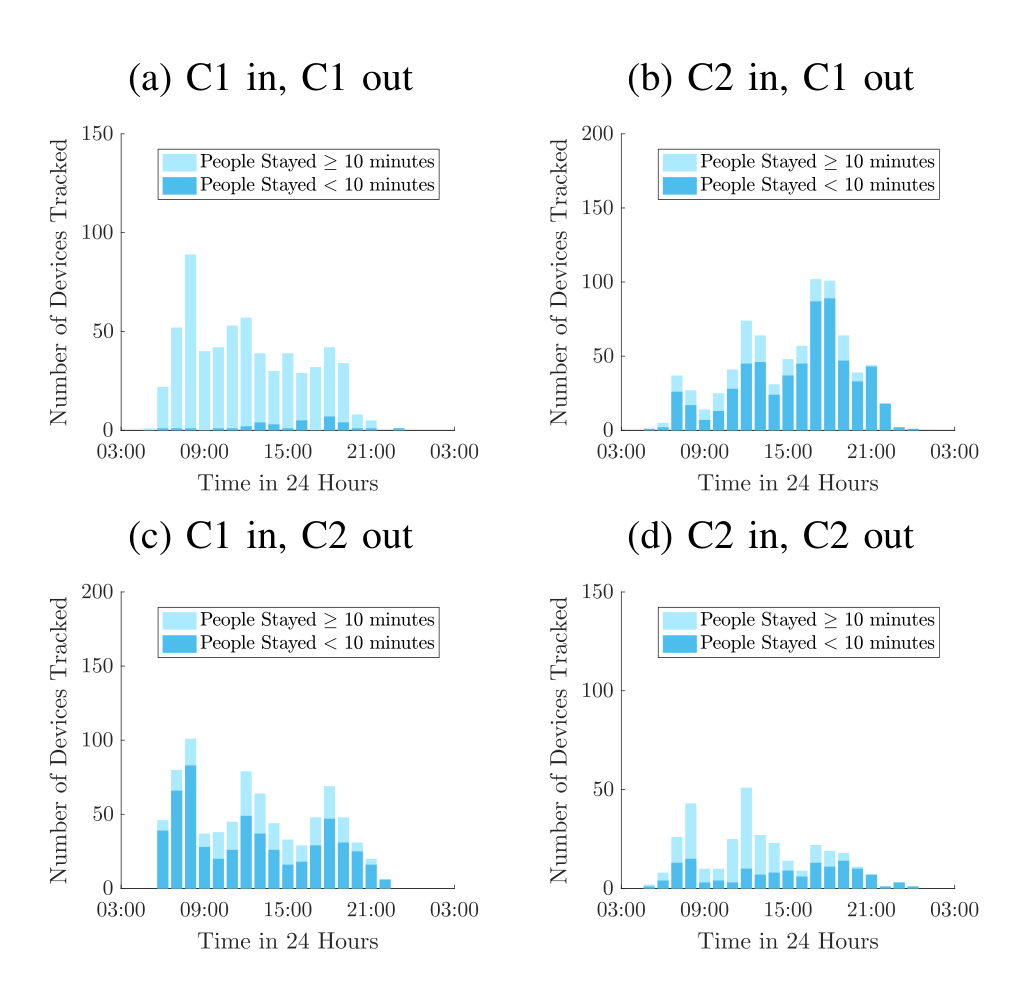 (a) C1 in, C1 out
150
100
50
0
Number of Devices Tracked
People Stayed ≥ 10 minutes
People Stayed < 10 minutes
03:00 09:00 15:00 21:00 03:00
Time in 24 Hours
(b) C2 in, C1 out
200
150
100
50
0
Number of Devices Tracked
People Stayed ≥ 10 minutes
People Stayed < 10 minutes
03:00 09:00 15:00 21:00 03:00
Time in 24 Hours
(c) C1 in, C2 out
200
150
100
50
0
Number of Devices Tracked
People Stayed ≥ 10 minutes
People Stayed < 10 minutes
03:00 09:00 15:00 21:00 03:00
Time in 24 Hours
(d) C2 in, C2 out
150
100
50
0
Number of Devices Tracked
People Stayed ≥ 10 minutes
People Stayed < 10 minutes
03:00 09:00 15:00 21:00 03:00
Time in 24 Hours